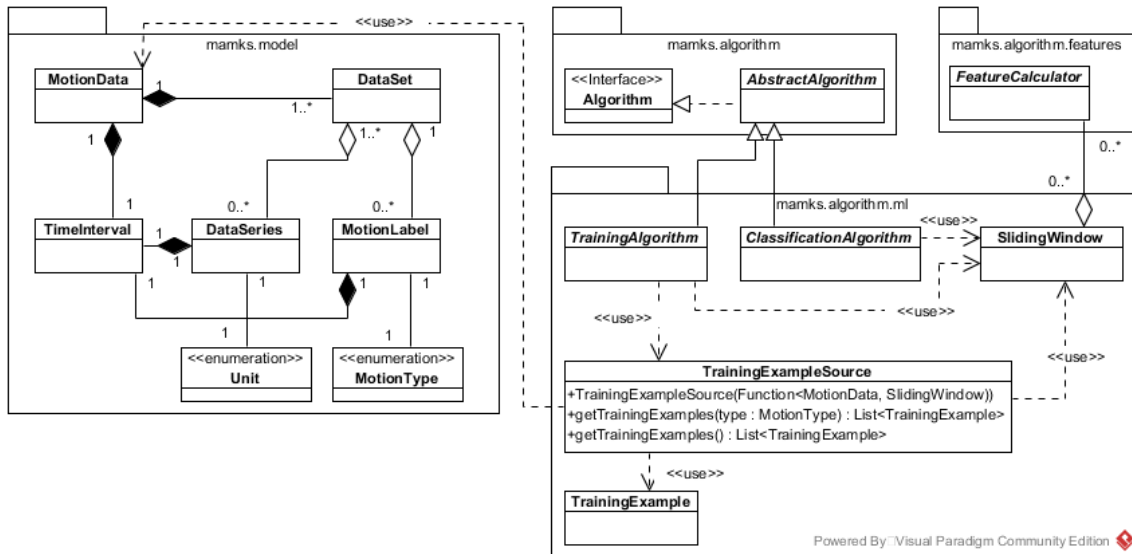 <<use>>
mamks.model
mamks.algorithm
mamks.algorithm.features
MotionData
1
1
1..*
DataSet
1..*
1
<<Interface>>
Algorithm
AbstractAlgorithm
FeatureCalculator
0..*
0..*
1
0..*
0..*
TimeInterval
1
1
DataSeries
MotionLabel
1
1
1
1
1
1
<<enumeration>>
Unit
<<enumeration>>
MotionType
mamks.algorithm.ml
TrainingAlgorithm
ClassificationAlgorithm
<<use>>
SlidingWindow
<<use>>
<<use>>
<<use>>
TrainingExampleSource
+TrainingExampleSource(Function<MotionData, SlidingWindow))
+getTrainingExamples(type : MotionType) : List<TrainingExample>
+getTrainingExamples() : List<TrainingExample>
<<use>>
TrainingExample
Powered By Visual Paradigm Community Edition